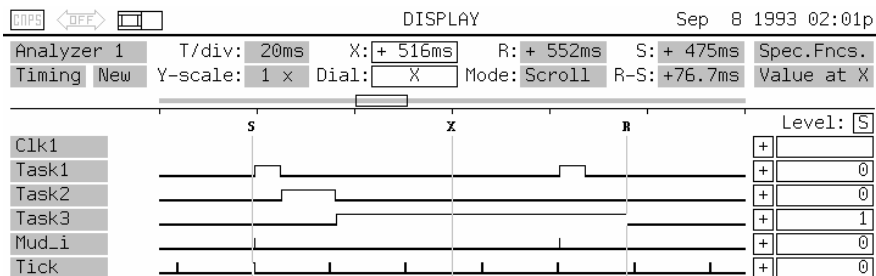 CNPS <OFF> DISPLAY Sep 8 1993 02:01p
Analyzer 1 T/div: 20ms X: + 516ms R: + 552ms S: + 475ms Spec.Fncs.
Timing New Y-scale: 1 x Dial: X Mode: Scroll R-S: +76.7ms Value at X
S X R Level: S
Clk1 +
Task1 + 0
Task2 + 0
Task3 + 1
Mud_i + 0
Tick + 0